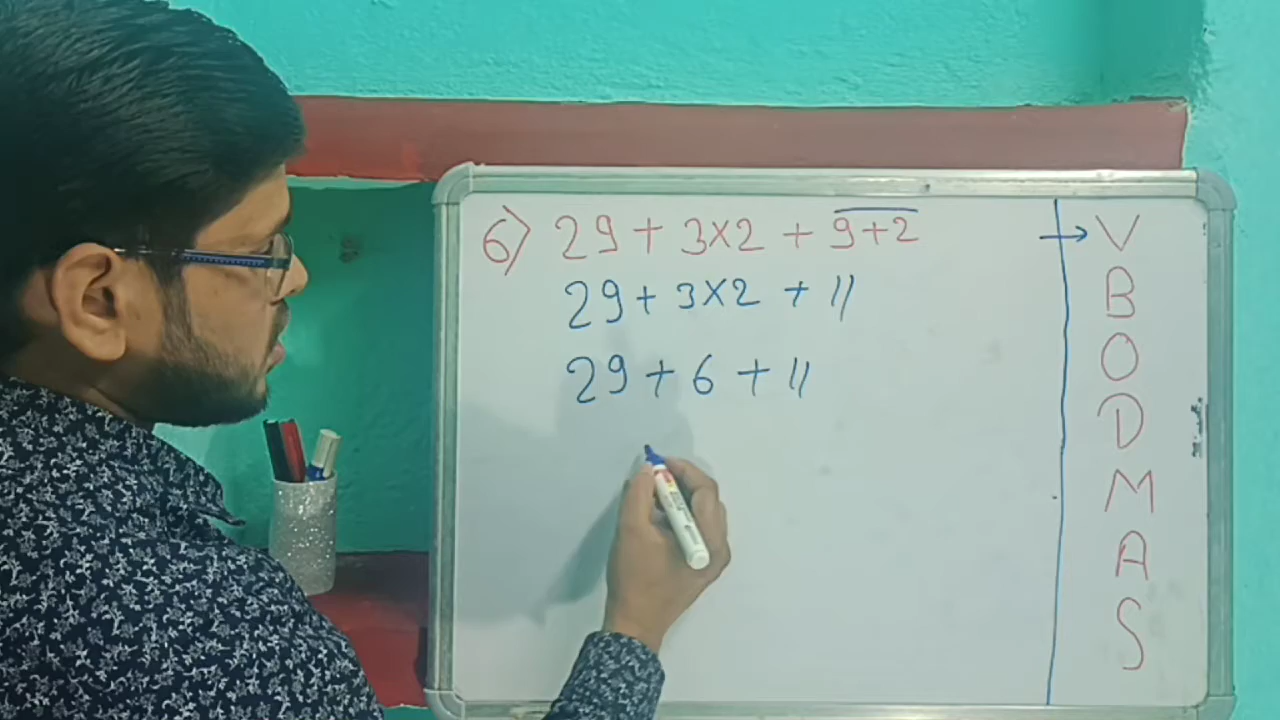 6) 29 + 3×2 + 9+2
29 + 3×2 + 11
29 + 6 + 11
→ V
B
O
D
M
A
S